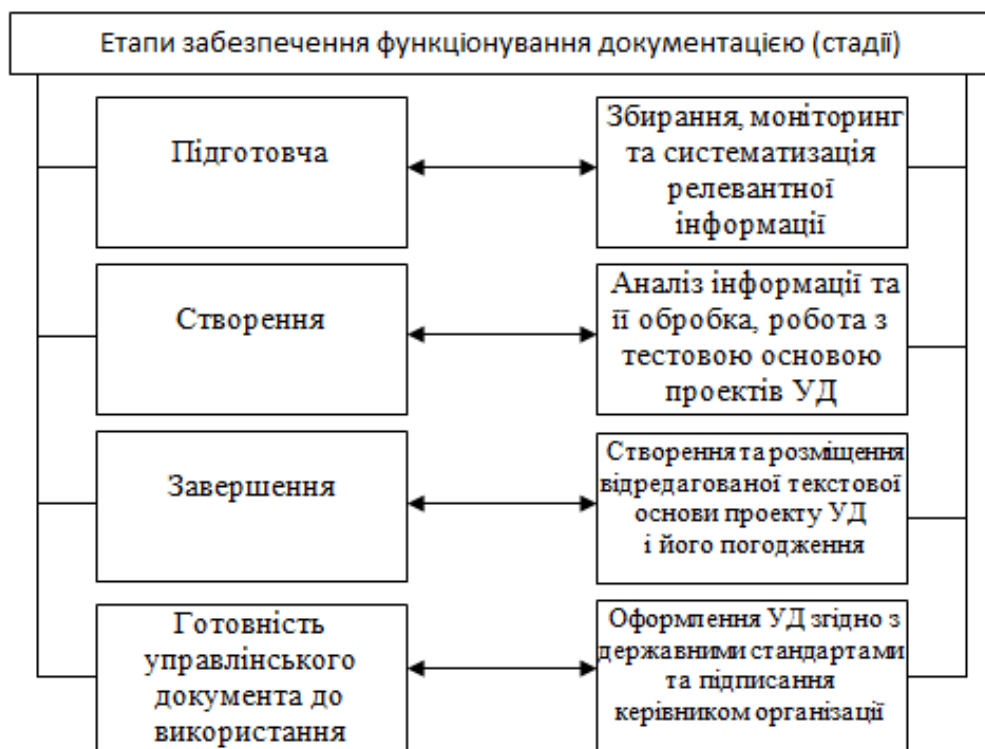 Етапи забезпечення функціонування документацією (стадії)
Підготовча
Збирання, моніторинг
та систематизація
релевантної
інформації
Створення
Аналіз інформації та
її обробка, робота з
тестовою основою
проектів УД
Завершення
Створення та розміщення
відредагованої текстової
основи проекту УД
і його погодження
Готовність
управлінського
документа до
використання
Оформлення УД згідно з
державними стандартами
та підписання
керівником організації